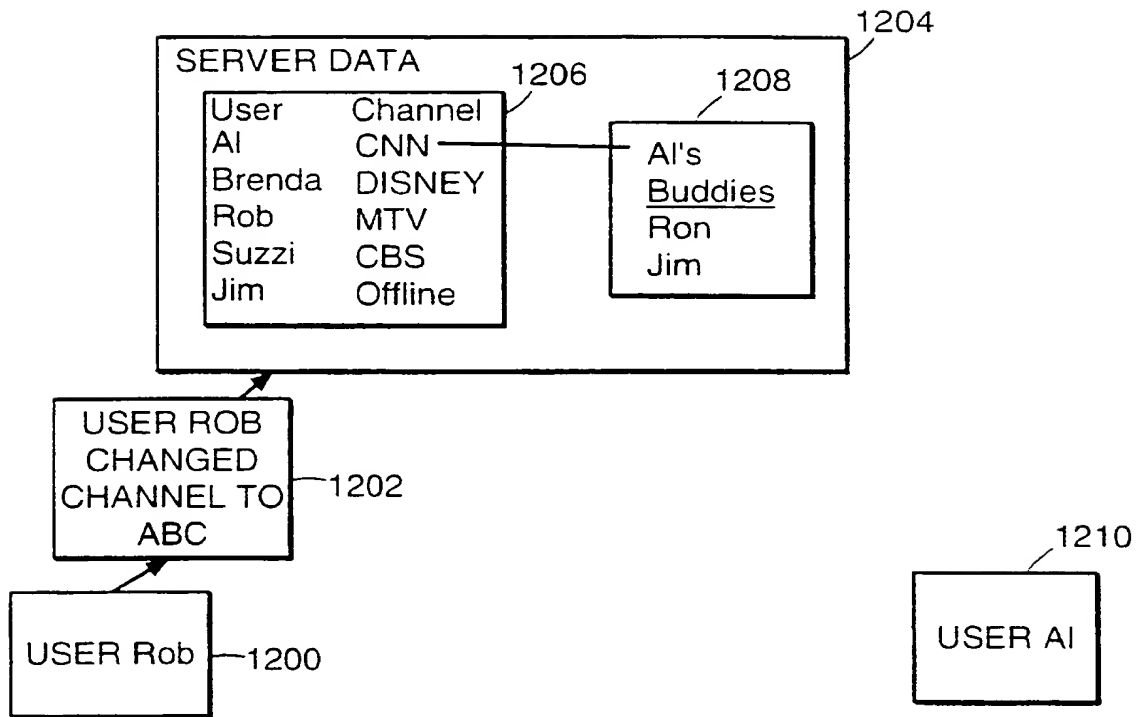 1204
SERVER DATA
1206
1208
User Channel
Al CNN
Brenda DISNEY
Rob MTV
Suzzi CBS
Jim Offline
Al's
Buddies
Ron
Jim
USER ROB
CHANGED
CHANNEL TO
ABC
1202
1210
USER Rob
1200
USER Al